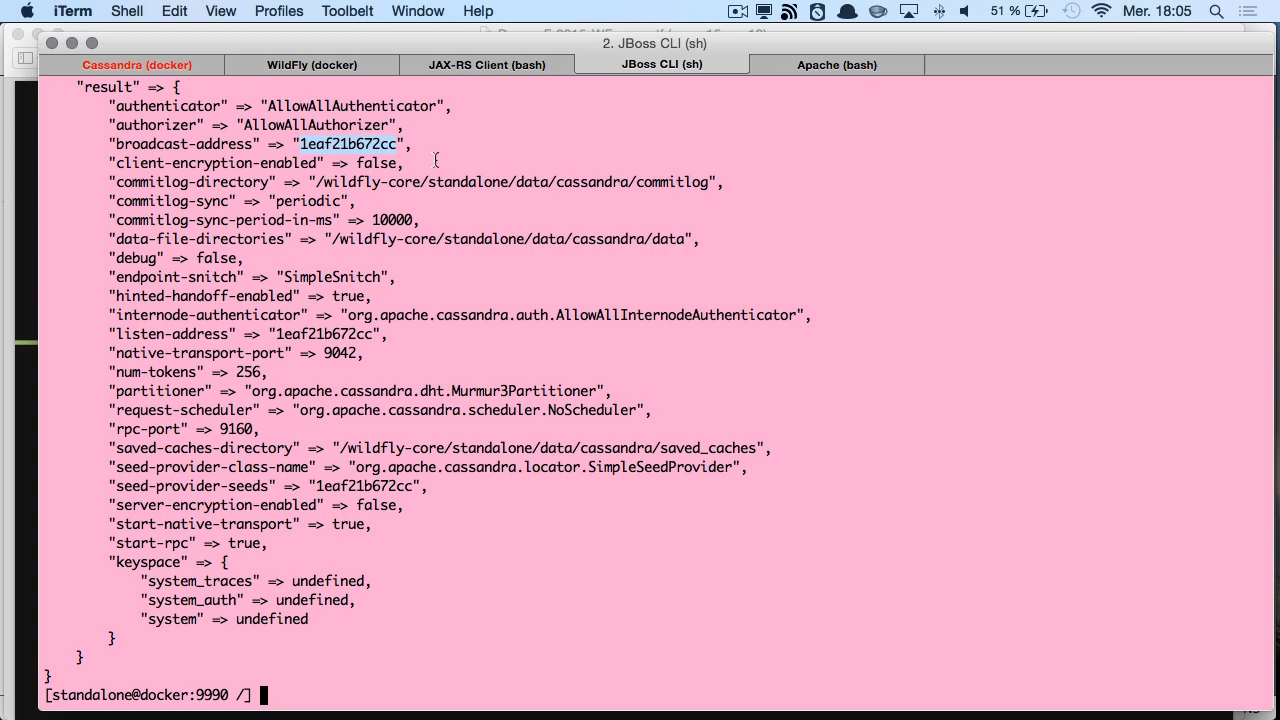 iTerm Shell Edit View Profiles Toolbelt Window Help 51 % Mer. 18:05
2. JBoss CLI (sh)
Cassandra (docker) WildFly (docker) JAX-RS Client (bash) JBoss CLI (sh) Apache (bash)
"result" => {
"authenticator" => "AllowAllAuthenticator",
"authorizer" => "AllowAllAuthorizer",
"broadcast-address" => "1eaf21b672cc",
"client-encryption-enabled" => false,
"commitlog-directory" => "/wildfly-core/standalone/data/cassandra/commitlog",
"commitlog-sync" => "periodic",
"commitlog-sync-period-in-ms" => 10000,
"data-file-directories" => "/wildfly-core/standalone/data/cassandra/data",
"debug" => false,
"endpoint-snitch" => "SimpleSnitch",
"hinted-handoff-enabled" => true,
"internode-authenticator" => "org.apache.cassandra.auth.AllowAllInternodeAuthenticator",
"listen-address" => "1eaf21b672cc",
"native-transport-port" => 9042,
"num-tokens" => 256,
"partitioner" => "org.apache.cassandra.dht.Murmur3Partitioner",
"request-scheduler" => "org.apache.cassandra.scheduler.NoScheduler",
"rpc-port" => 9160,
"saved-caches-directory" => "/wildfly-core/standalone/data/cassandra/saved_caches",
"seed-provider-class-name" => "org.apache.cassandra.locator.SimpleSeedProvider",
"seed-provider-seeds" => "1eaf21b672cc",
"server-encryption-enabled" => false,
"start-native-transport" => true,
"start-rpc" => true,
"keyspace" => {
"system_traces" => undefined,
"system_auth" => undefined,
"system" => undefined
}
}
}
[standalone@docker:9990 /]